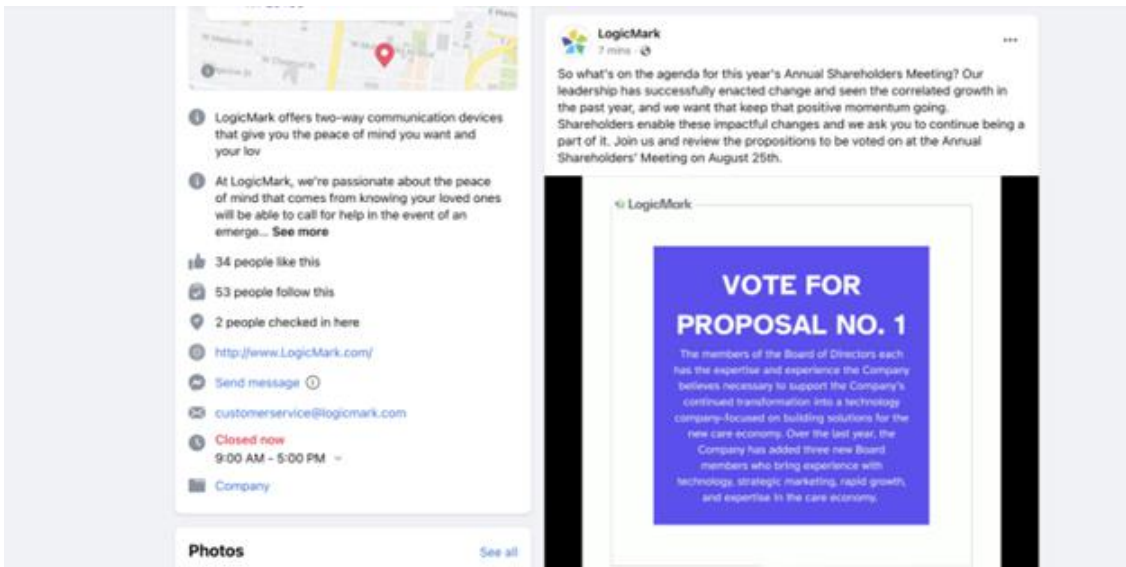 LogicMark offers two-way communication devices
that give you the peace of mind you want and
your lov
At LogicMark, we're passionate about the peace
of mind that comes from knowing your loved ones
will be able to call for help in the event of an
emerge... See more
34 people like this
53 people follow this
2 people checked in here
http://www.LogicMark.com/
Send message
customerservice@logicmark.com
Closed now
9:00 AM - 5:00 PM
Company
Photos
See all
LogicMark
7 mins ·
So what's on the agenda for this year's Annual Shareholders Meeting? Our
leadership has successfully enacted change and seen the correlated growth in
the past year, and we want that keep that positive momentum going.
Shareholders enable these impactful changes and we ask you to continue being a
part of it. Join us and review the propositions to be voted on at the Annual
Shareholders' Meeting on August 25th.
LogicMark
VOTE FOR
PROPOSAL NO. 1
The members of the Board of Directors each
has the expertise and experience the Company
believes necessary to support the Company's
continued transformation into a technology
company-focused on building solutions for the
new care economy. Over the last year, the
Company has added three new Board
members who bring experience with
technology, strategic marketing, rapid growth,
and expertise in the care economy.